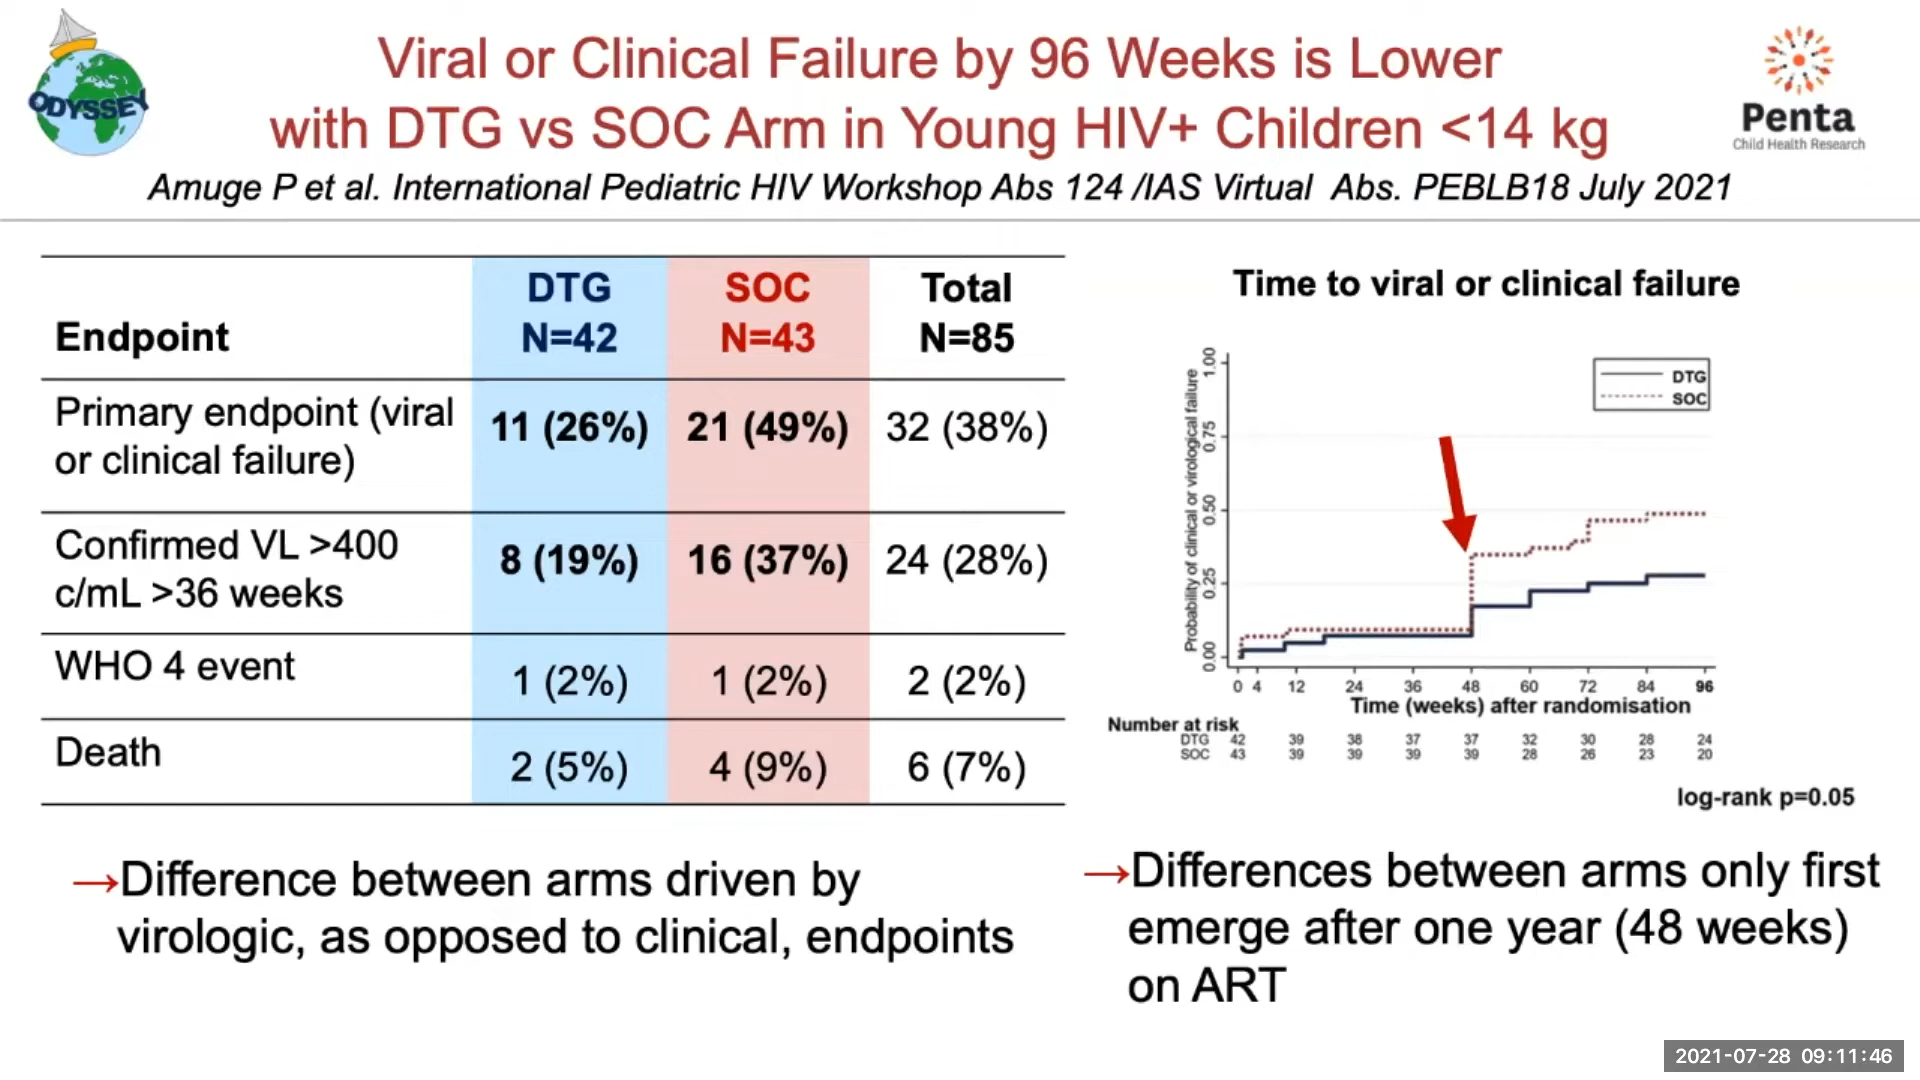 Viral or Clinical Failure by 96 Weeks is Lower
with DTG vs SOC Arm in Young HIV+ Children <14 kg
Amuge P et al. International Pediatric HIV Workshop Abs 124 /IAS Virtual Abs. PEBLB18 July 2021
ODYSSEY
Penta
Child Health Research
Endpoint
DTG
N=42
SOC
N=43
Total
N=85
Primary endpoint (viral
or clinical failure)
11 (26%) 21 (49%) 32 (38%)
Confirmed VL >400
c/mL >36 weeks
8 (19%) 16 (37%) 24 (28%)
WHO 4 event
1 (2%) 1 (2%) 2 (2%)
Death
2 (5%) 4 (9%) 6 (7%)
→Difference between arms driven by
virologic, as opposed to clinical, endpoints
Time to viral or clinical failure
DTG
SOC
Probability of clinical or virological failure
1.00
0.75
0.50
0.25
0.00
0 4 12 24 36 48 60 72 84 96
Time (weeks) after randomisation
Number at risk
DTG 42 39 38 37 37 32 30 28 24
SOC 43 39 39 39 39 28 26 23 20
log-rank p=0.05
→Differences between arms only first
emerge after one year (48 weeks)
on ART
2021-07-28 09:11:46